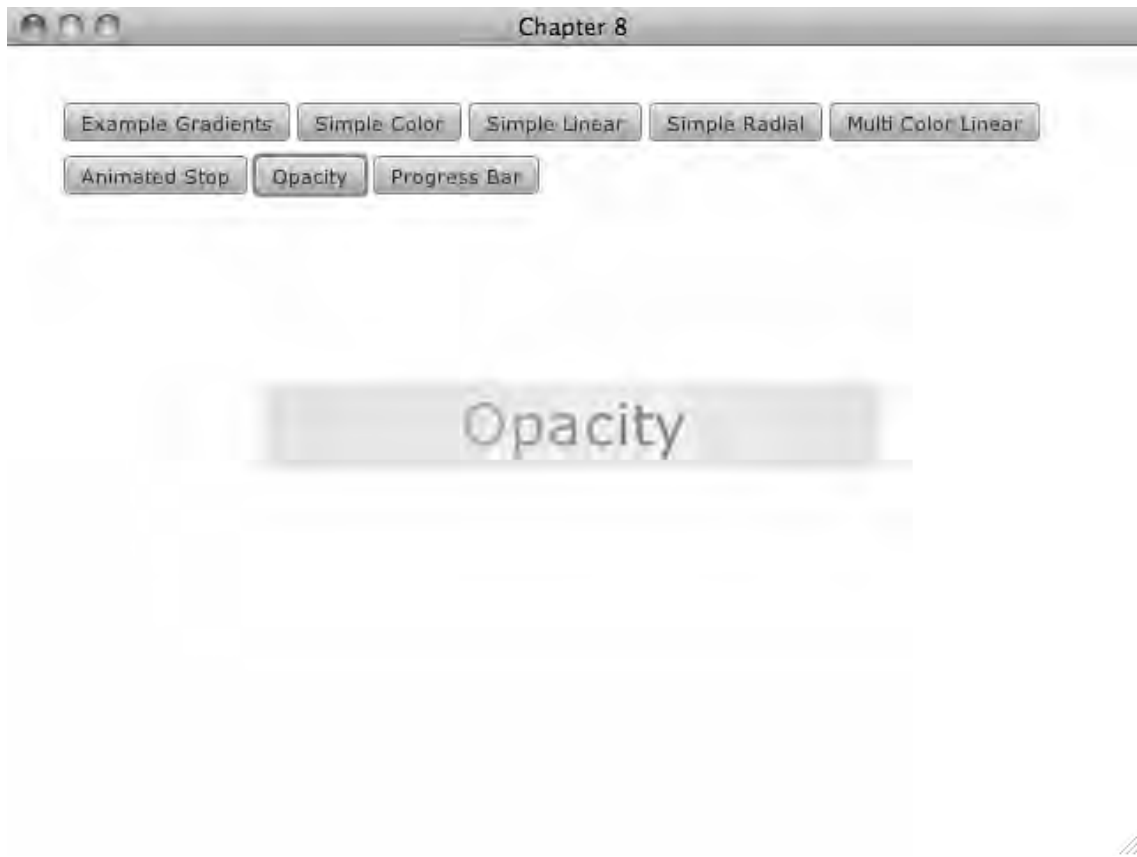 Chapter 8
Example Gradients Simple Color Simple Linear Simple Radial Multi Color Linear
Animated Stop Opacity Progress Bar
Opacity